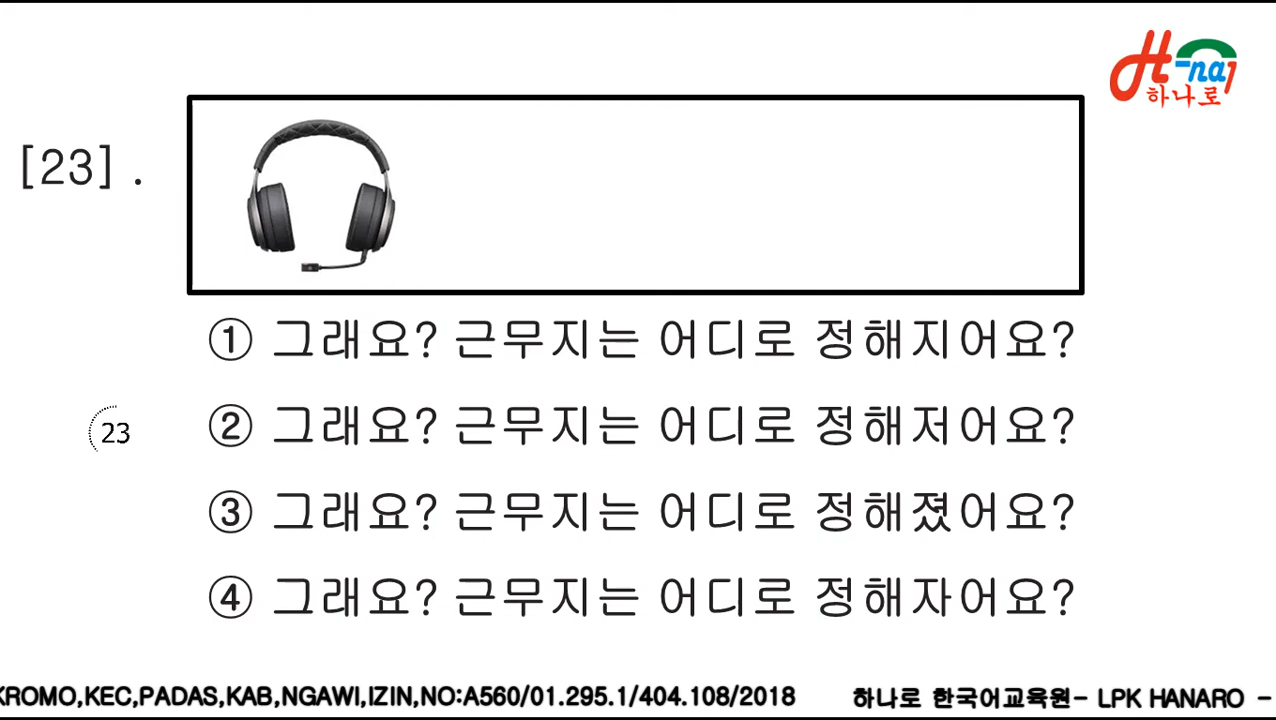 H-na
하나로
[23] .
① 그래요? 근무지는 어디로 정해지어요?
23
② 그래요? 근무지는 어디로 정해저어요?
③ 그래요? 근무지는 어디로 정해졌어요?
④ 그래요? 근무지는 어디로 정해자어요?
KROMO,KEC,PADAS,KAB,NGAWI,IZIN,NO:A560/01.295.1/404.108/2018 하나로 한국어교육원- LPK HANARO -